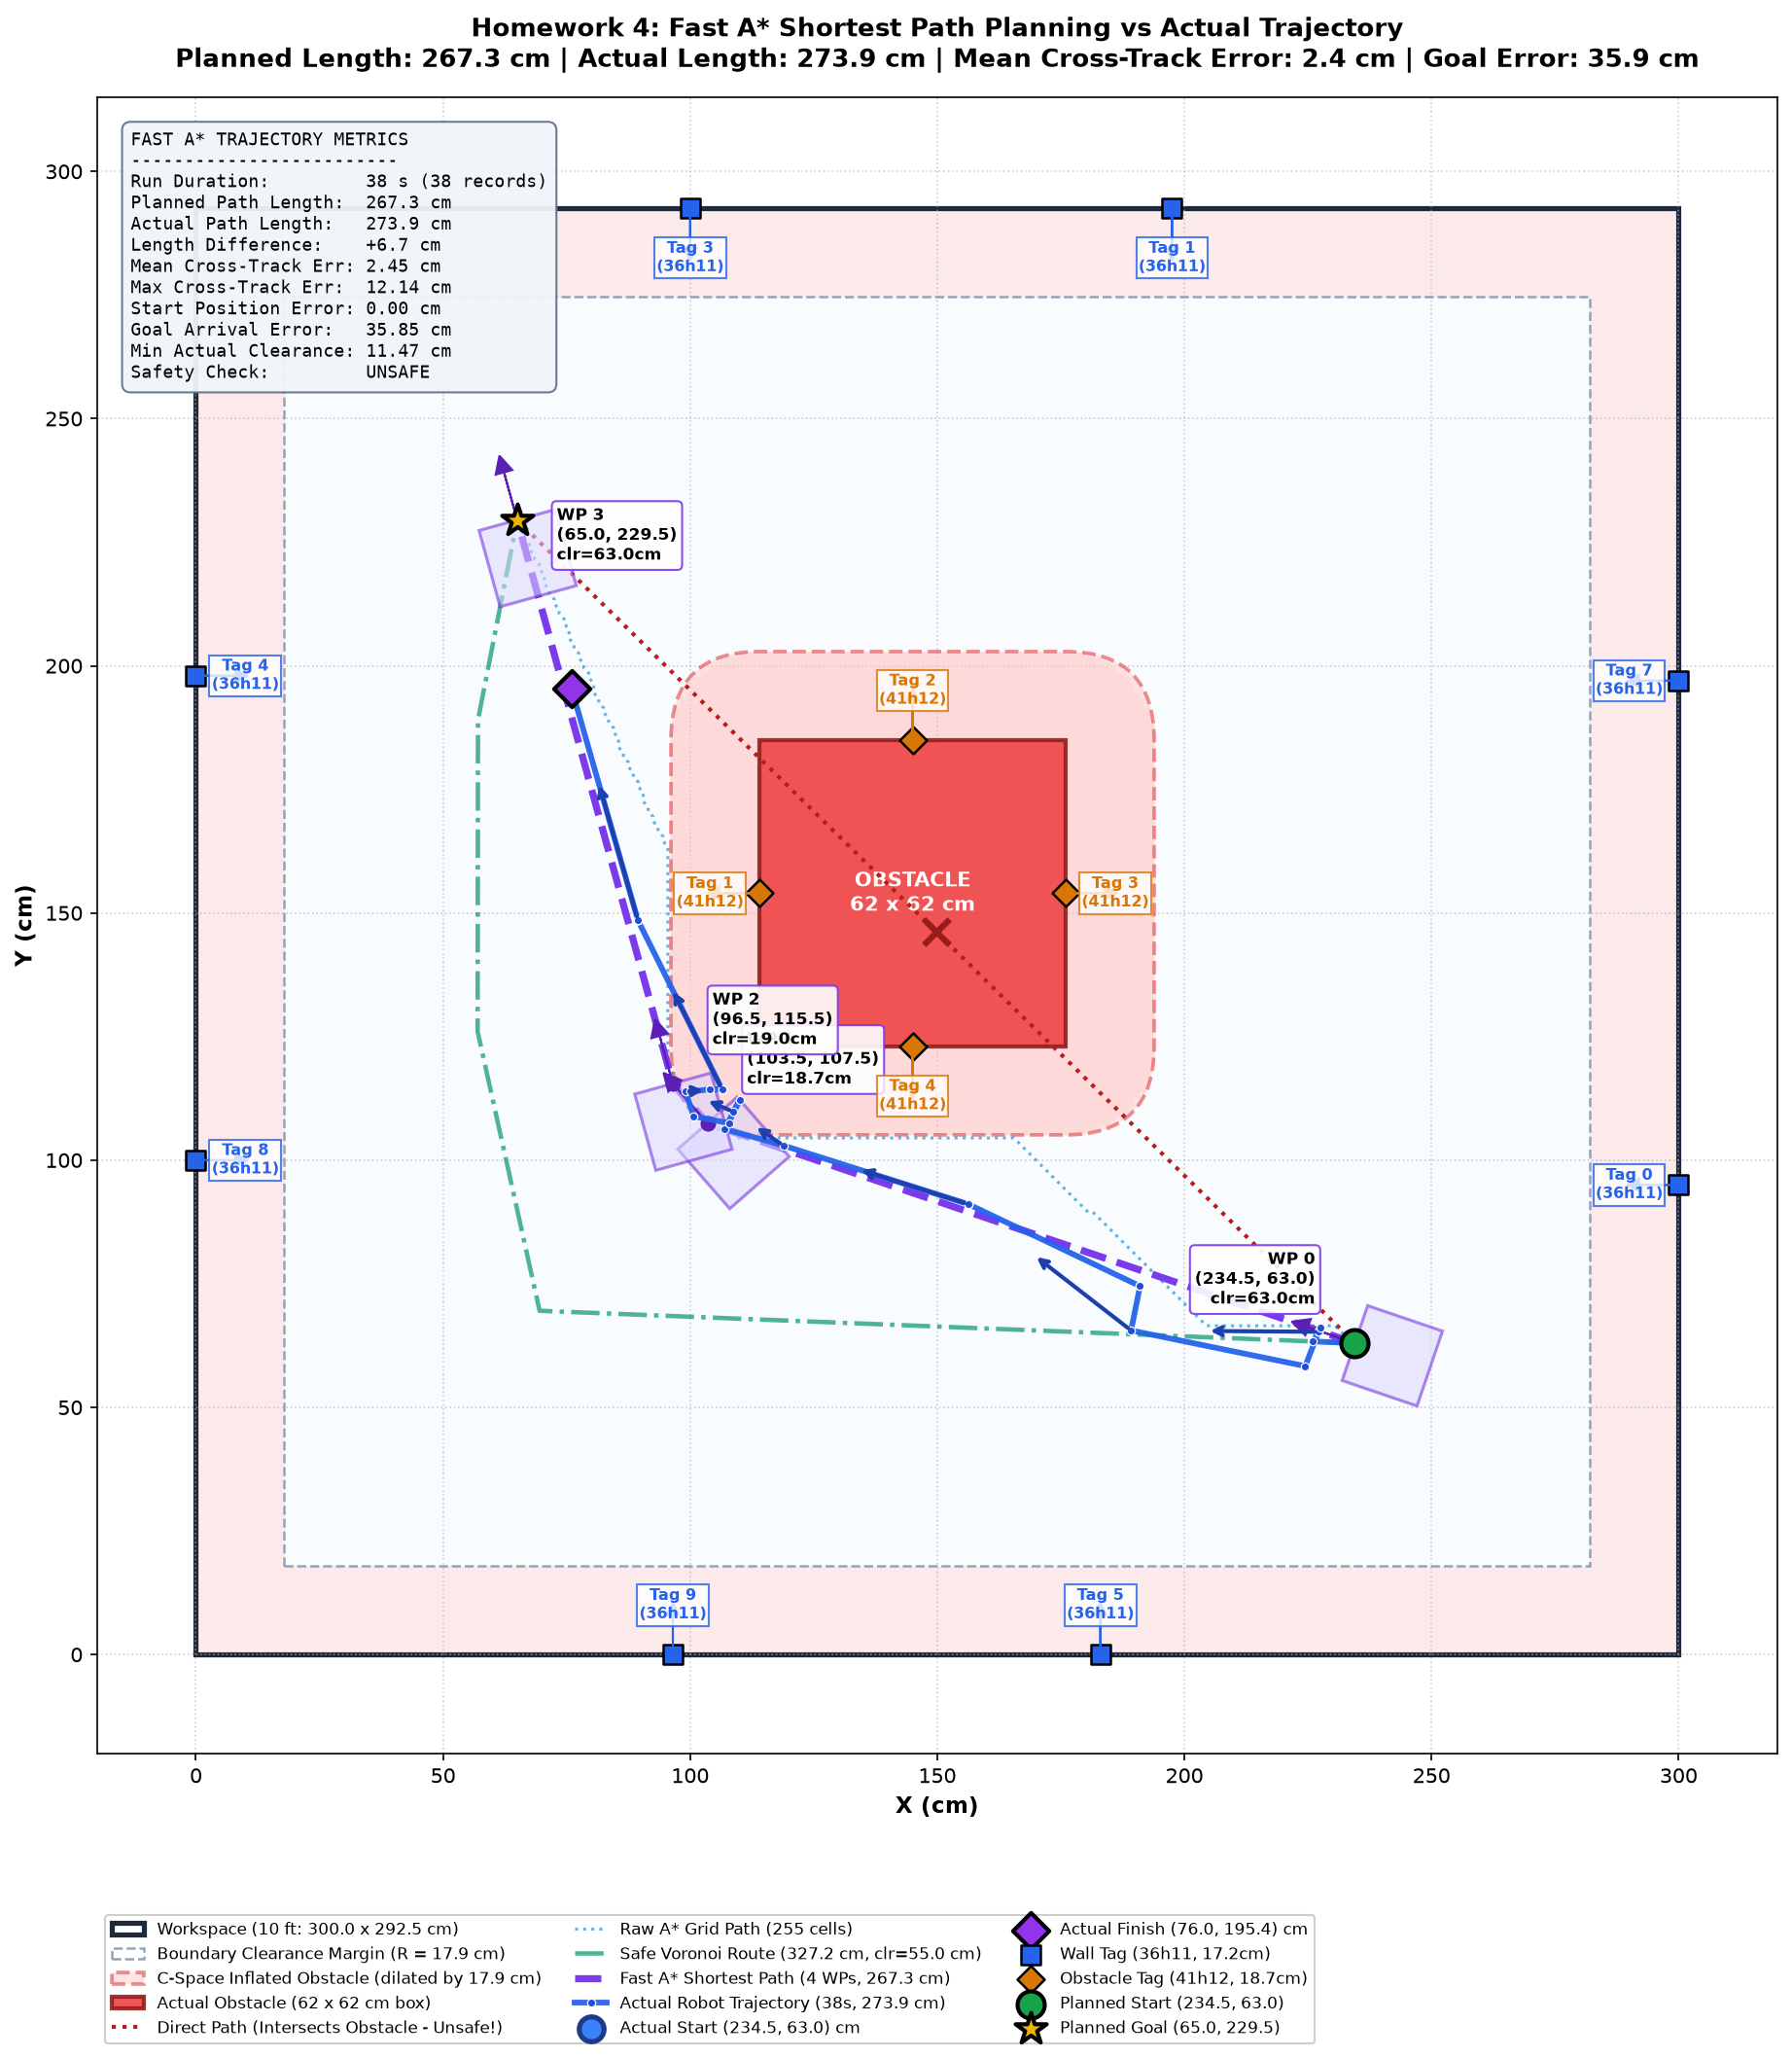 Homework 4: Fast A* Shortest Path Planning vs Actual Trajectory
Planned Length: 267.3 cm | Actual Length: 273.9 cm | Mean Cross-Track Error: 2.4 cm | Goal Error: 35.9 cm
FAST A* TRAJECTORY METRICS
-------------------------
Run Duration: 38 s (38 records)
Planned Path Length: 267.3 cm
Actual Path Length: 273.9 cm
Length Difference: +6.7 cm
Mean Cross-Track Err: 2.45 cm
Max Cross-Track Err: 12.14 cm
Start Position Error: 0.00 cm
Goal Arrival Error: 35.85 cm
Min Actual Clearance: 11.47 cm
Safety Check: UNSAFE
Tag 3
(36h11)
Tag 1
(36h11)
WP 3
(65.0, 229.5)
clr=63.0cm
Tag 4
(36h11)
Tag 2
(41h12)
Tag 7
(36h11)
Tag 1
(41h12)
OBSTACLE
62 x 62 cm
Tag 3
(41h12)
WP 2
(96.5, 115.5)
clr=19.0cm
(103.5, 107.5)
clr=18.7cm
Tag 4
(41h12)
Tag 8
(36h11)
Tag 0
(36h11)
WP 0
(234.5, 63.0)
clr=63.0cm
Tag 9
(36h11)
Tag 5
(36h11)
300
250
200
150
100
50
0
Y (cm)
0 50 100 150 200 250 300
X (cm)
Workspace (10 ft: 300.0 x 292.5 cm)
Boundary Clearance Margin (R = 17.9 cm)
C-Space Inflated Obstacle (dilated by 17.9 cm)
Actual Obstacle (62 x 62 cm box)
Direct Path (Intersects Obstacle - Unsafe!)
Raw A* Grid Path (255 cells)
Safe Voronoi Route (327.2 cm, clr=55.0 cm)
Fast A* Shortest Path (4 WPs, 267.3 cm)
Actual Robot Trajectory (38s, 273.9 cm)
Actual Start (234.5, 63.0) cm
Actual Finish (76.0, 195.4) cm
Wall Tag (36h11, 17.2cm)
Obstacle Tag (41h12, 18.7cm)
Planned Start (234.5, 63.0)
Planned Goal (65.0, 229.5)